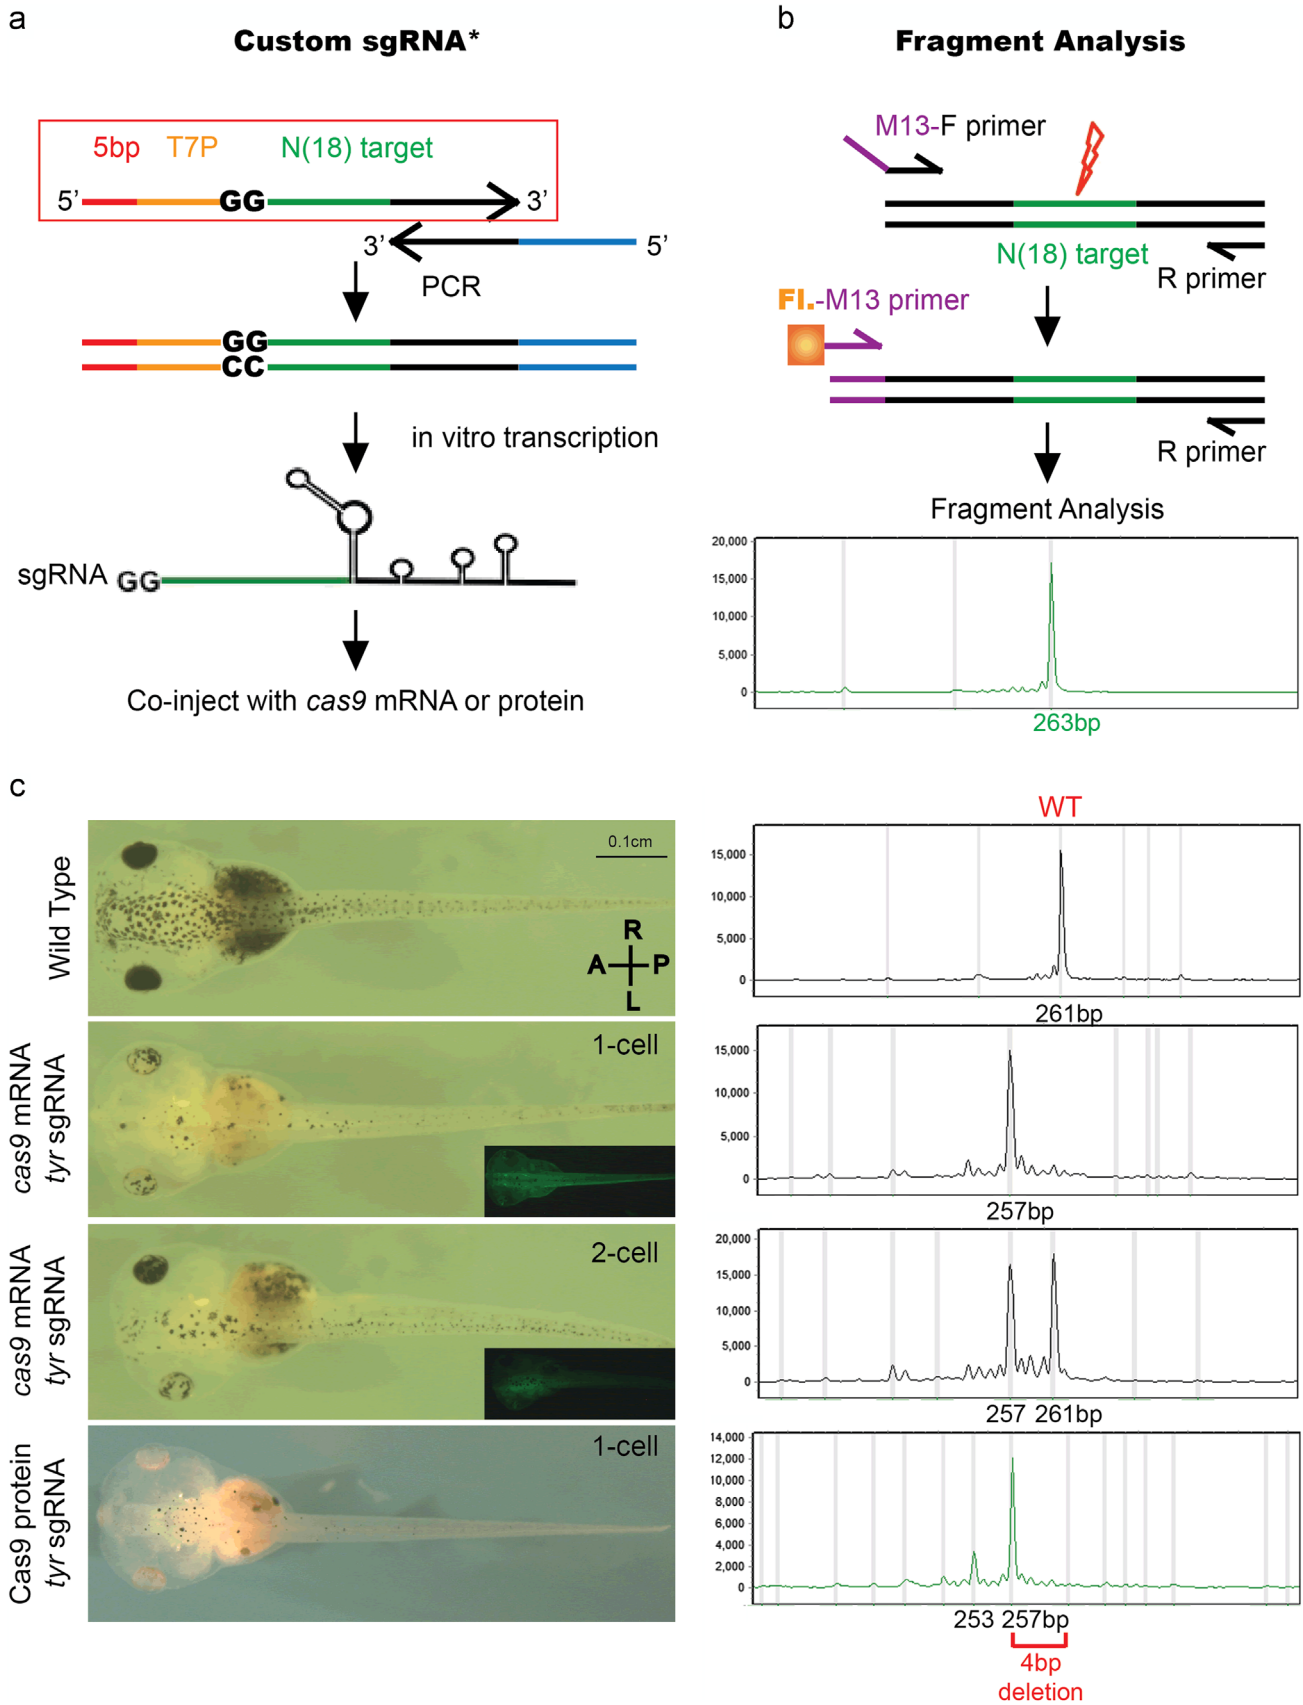 a
Custom sgRNA*
5bp T7P N(18) target
5’ GG 3’
3’ 5’
PCR
GG
CC
in vitro transcription
sgRNA GG
Co-inject with cas9 mRNA or protein
b
Fragment Analysis
M13-F primer
N(18) target
R primer
Fl.-M13 primer
R primer
Fragment Analysis
20,000
15,000
10,000
5,000
0
263bp
c
Wild Type
0.1cm
R
A P
L
WT
15,000
10,000
5,000
0
261bp
cas9 mRNA
tyr sgRNA
1-cell
15,000
10,000
5,000
0
257bp
cas9 mRNA
tyr sgRNA
2-cell
20,000
15,000
10,000
5,000
0
257 261bp
Cas9 protein
tyr sgRNA
1-cell
14,000
12,000
10,000
8,000
6,000
4,000
2,000
0
253 257bp
4bp
deletion